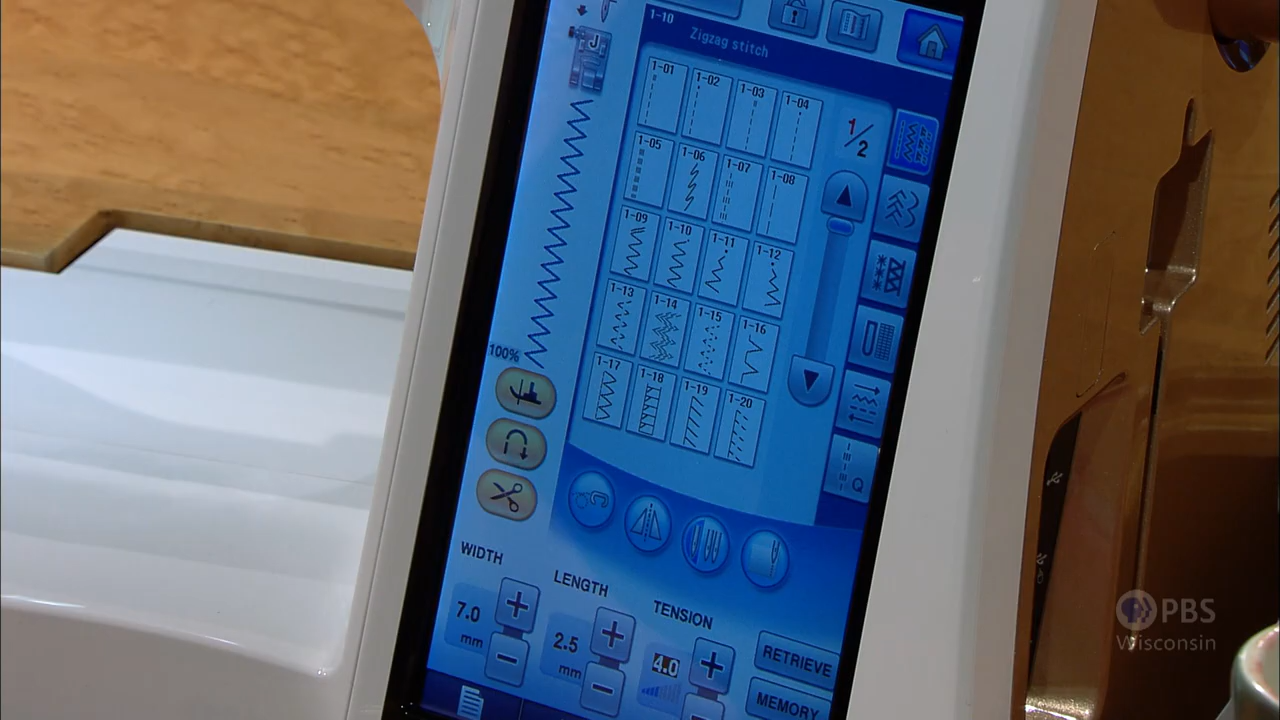 1-10
Zigzag stitch
J
1-01
1-02
1-03
1-04
1/2
1-05
1-06
1-07
1-08
1-09
1-10
1-11
1-12
1-13
1-14
1-15
1-16
100%
1-17
1-18
1-19
1-20
Q
WIDTH
LENGTH
TENSION
7.0
mm
2.5
mm
4.0
RETRIEVE
MEMORY
PBS
Wisconsin